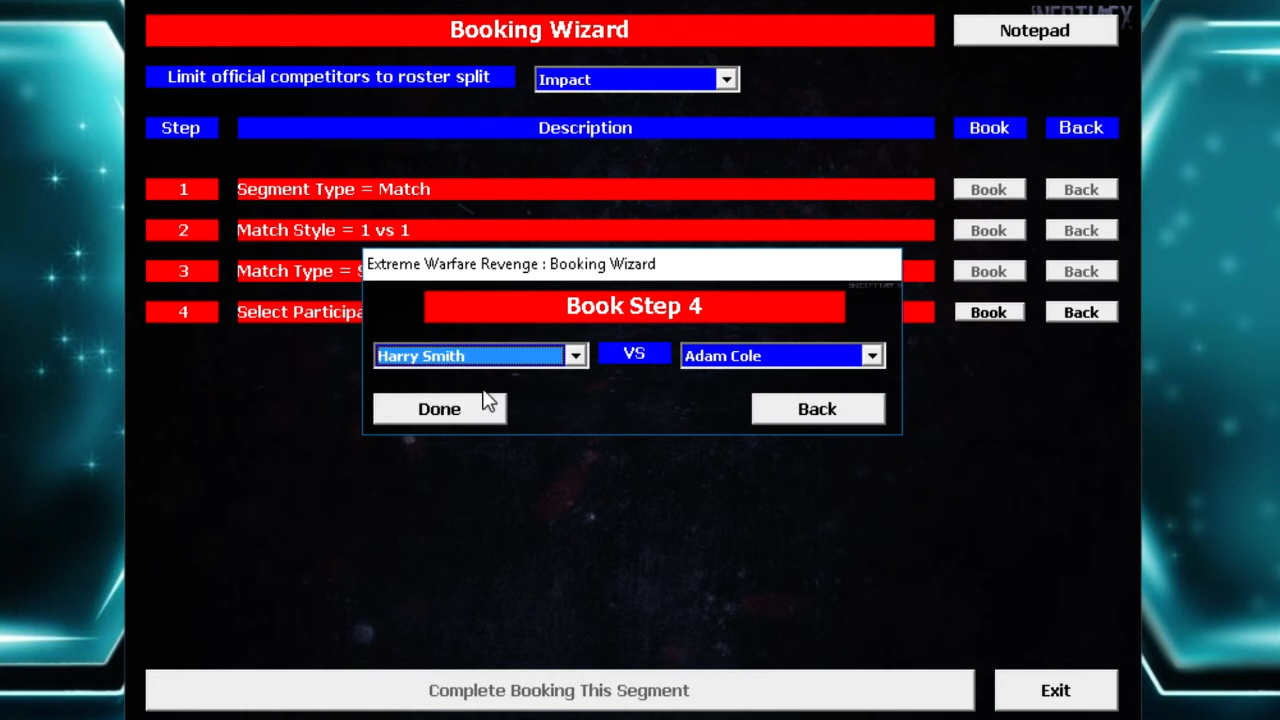 Booking Wizard
Notepad
Limit official competitors to roster split
Impact
Step
Description
Book
Back
1
Segment Type = Match
Book
Back
2
Match Style = 1 vs 1
Book
Back
Extreme Warfare Revenge : Booking Wizard
3
Match Type =
Book
Back
Book Step 4
4
Select
Book
Back
Harry Smith
VS
Adam Cole
Done
Back
Complete Booking This Segment
Exit